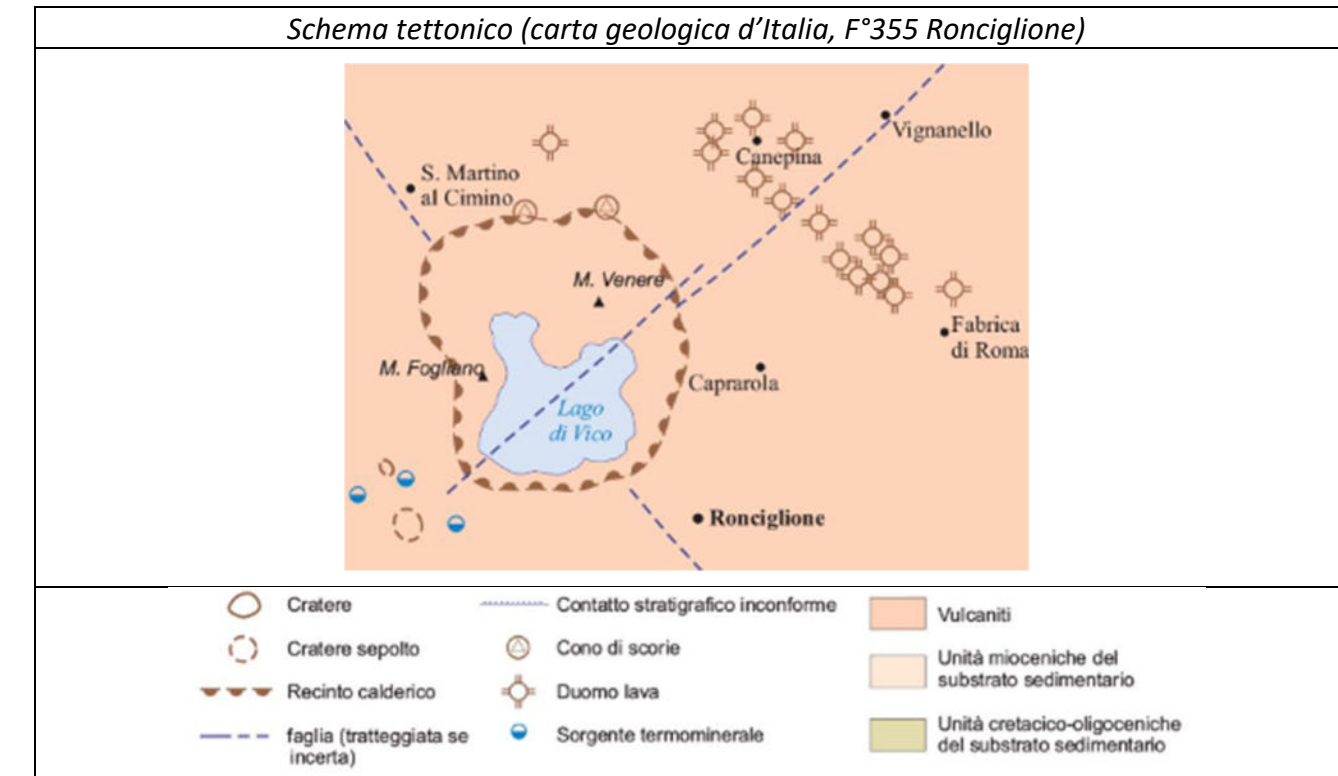 Schema tettonico (carta geologica d'Italia, F°355 Ronciglione)
Vignanello
Canepina
S. Martino
al Cimino
M. Venere
M. Fogliano
Fabrica
di Roma
Caprarola
Lago
di Vico
Ronciglione
Cratere
Cratere sepolto
Recinto calderico
faglia (tratteggiata se
incerta)
Contatto stratigrafico inconforme
Cono di scorie
Duomo lava
Sorgente termominerale
Vulcaniti
Unità mioceniche del
substrato sedimentario
Unità cretacico-oligoceniche
del substrato sedimentario